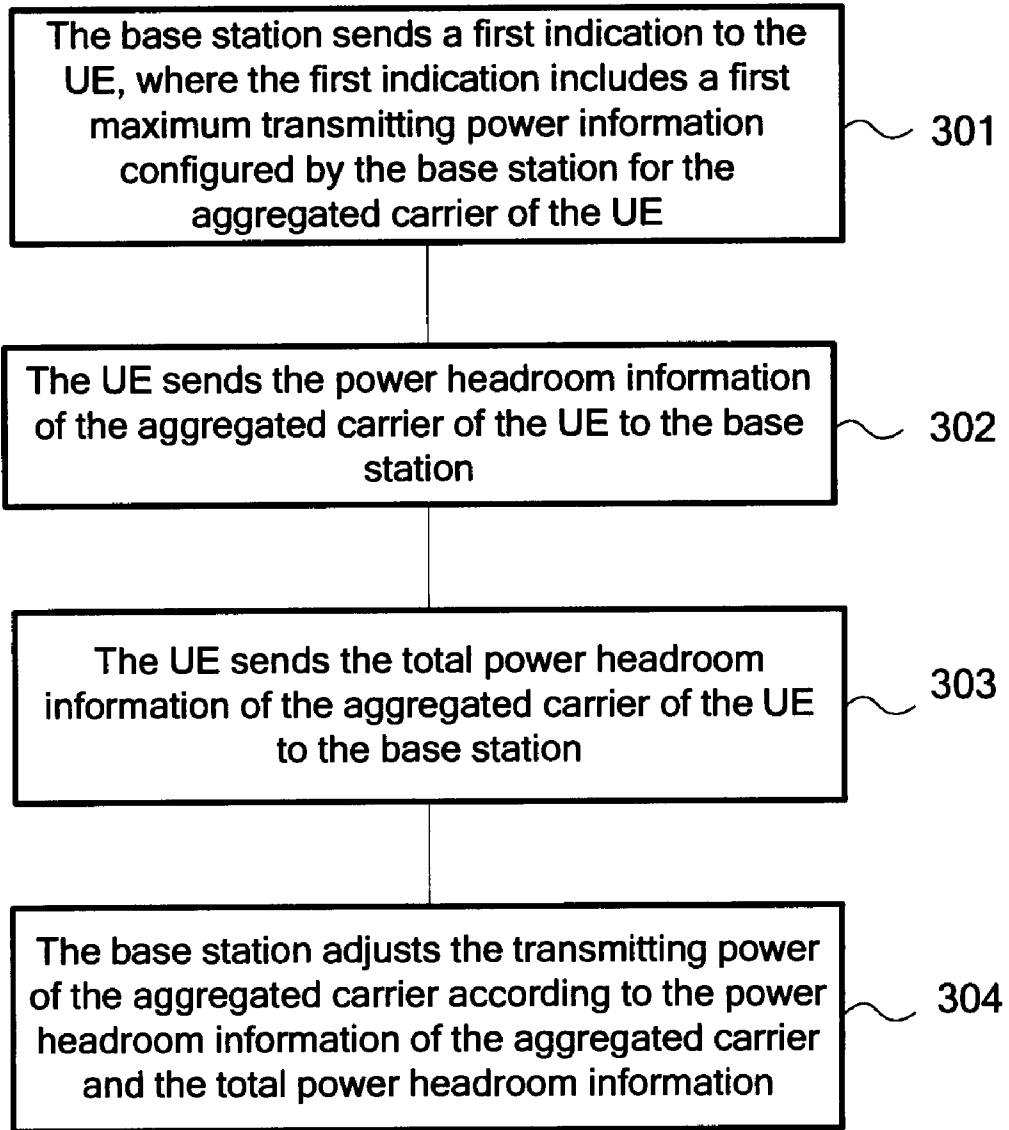 The base station sends a first indication to the
UE, where the first indication includes a first
maximum transmitting power information
configured by the base station for the
aggregated carrier of the UE
301
The UE sends the power headroom information
of the aggregated carrier of the UE to the base
station
302
The UE sends the total power headroom
information of the aggregated carrier of the UE
to the base station
303
The base station adjusts the transmitting power
of the aggregated carrier according to the power
headroom information of the aggregated carrier
and the total power headroom information
304